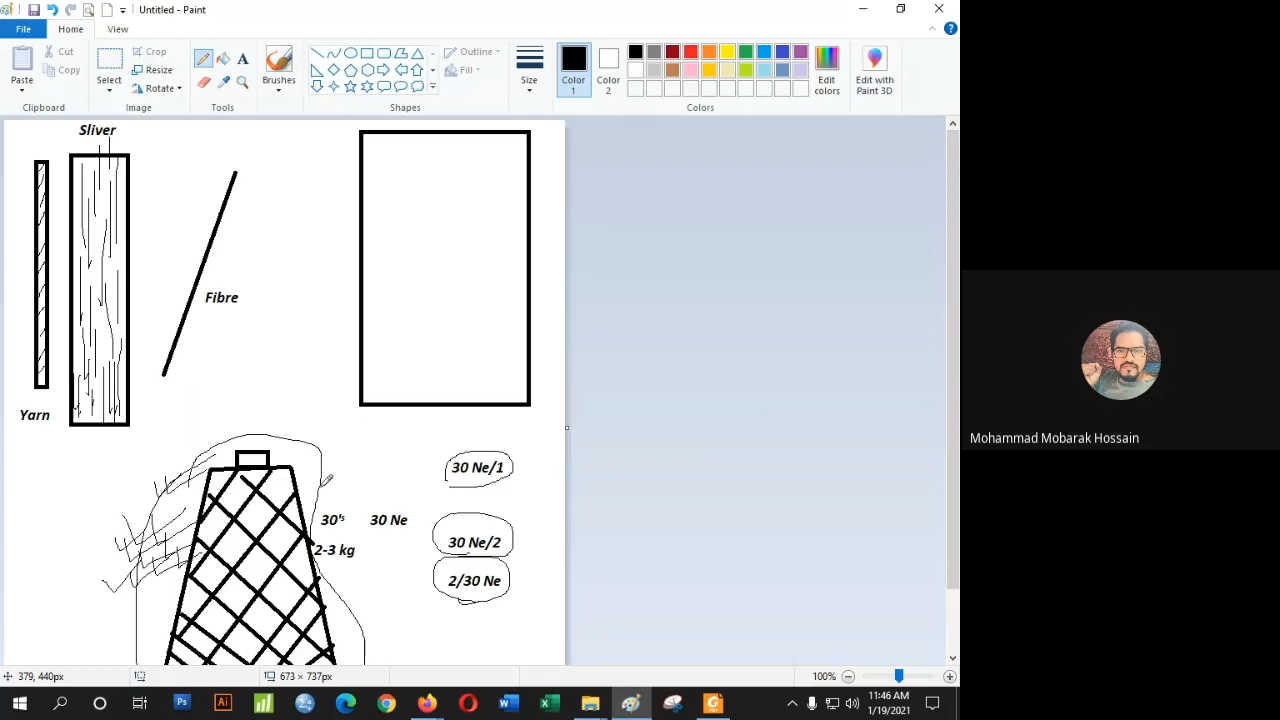 Untitled - Paint
File Home View
Paste
Cut
Copy
Clipboard
Select
Crop
Resize
Rotate
Image
A
Tools
Brushes
Outline
Fill
Shapes
Size
Color 1
Color 2
Edit colors
Colors
Edit with Paint 3D
Sliver
Fibre
Yarn
30 Ne/1
30's 30 Ne
2-3 kg
30 Ne/2
2/30 Ne
Mohammad Mobarak Hossain
379, 440px
673 × 737px
100%
Ps Ai
11:46 AM
1/19/2021